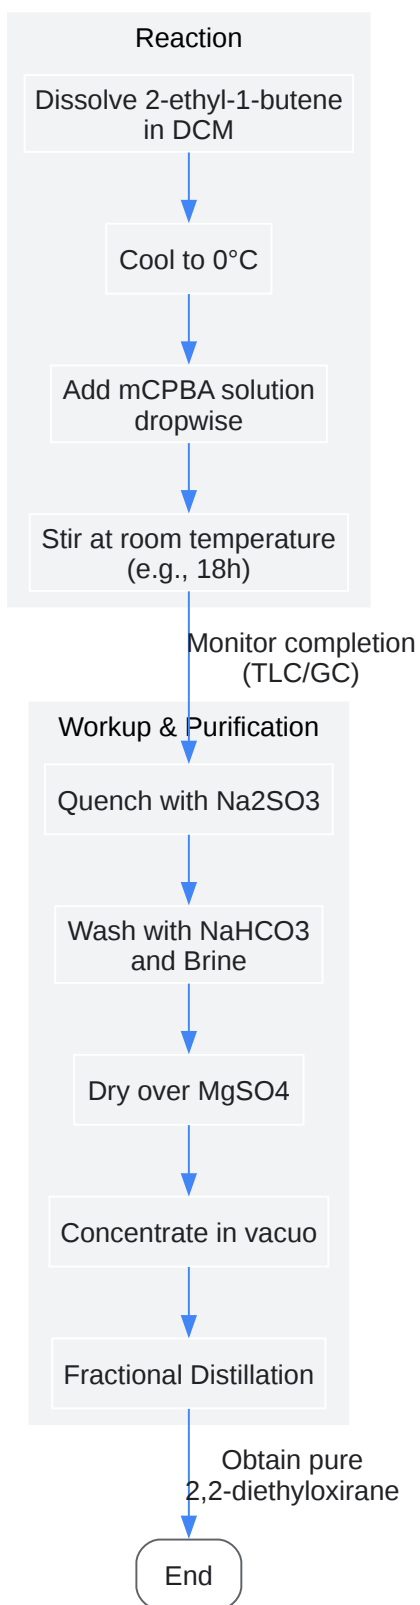 Reaction
Dissolve 2-ethyl-1-butene
in DCM
Cool to 0°C
Add mCPBA solution
dropwise
Stir at room temperature
(e.g., 18h)
Monitor completion
(TLC/GC)
Workup & Purification
Quench with Na2SO3
Wash with NaHCO3
and Brine
Dry over MgSO4
Concentrate in vacuo
Fractional Distillation
Obtain pure
2,2-diethyloxirane
End